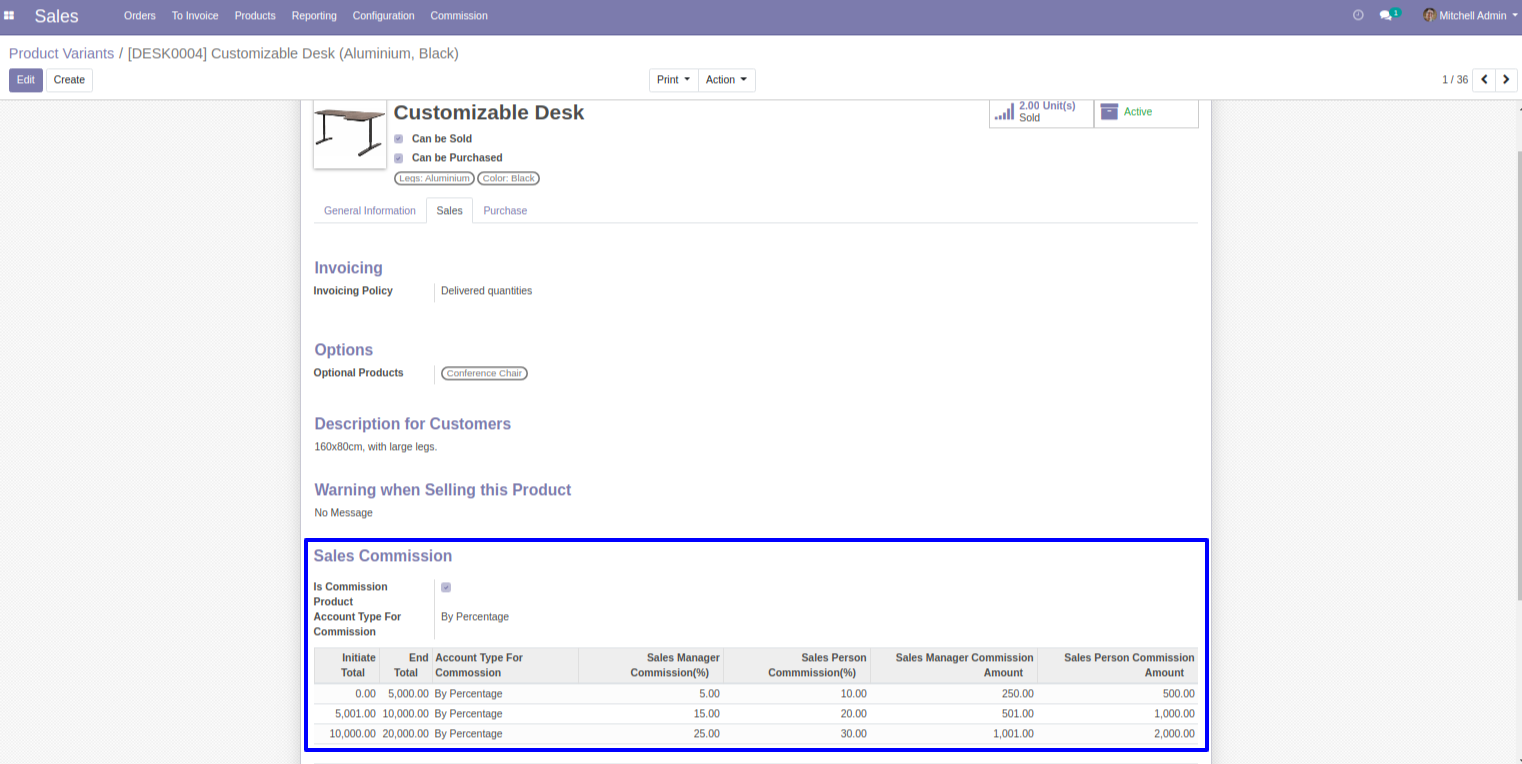 Sales Orders To Invoice Products Reporting Configuration Commission 1 Mitchell Admin
Product Variants / [DESK0004] Customizable Desk (Aluminium, Black)
Edit Create Print Action 1 / 36
Customizable Desk
2.00 Unit(s)
Sold
Active
Can be Sold
Can be Purchased
Legs: Aluminium Color: Black
General Information Sales Purchase
Invoicing
Invoicing Policy Delivered quantities
Options
Optional Products Conference Chair
Description for Customers
160x80cm, with large legs.
Warning when Selling this Product
No Message
Sales Commission
Is Commission
Product
Account Type For
Commission
By Percentage
Initiate Total End Total Account Type For Commossion Sales Manager Commission(%) Sales Person Commmission(%) Sales Manager Commission Amount Sales Person Commission Amount
0.00 5,000.00 By Percentage 5.00 10.00 250.00 500.00
5,001.00 10,000.00 By Percentage 15.00 20.00 501.00 1,000.00
10,000.00 20,000.00 By Percentage 25.00 30.00 1,001.00 2,000.00